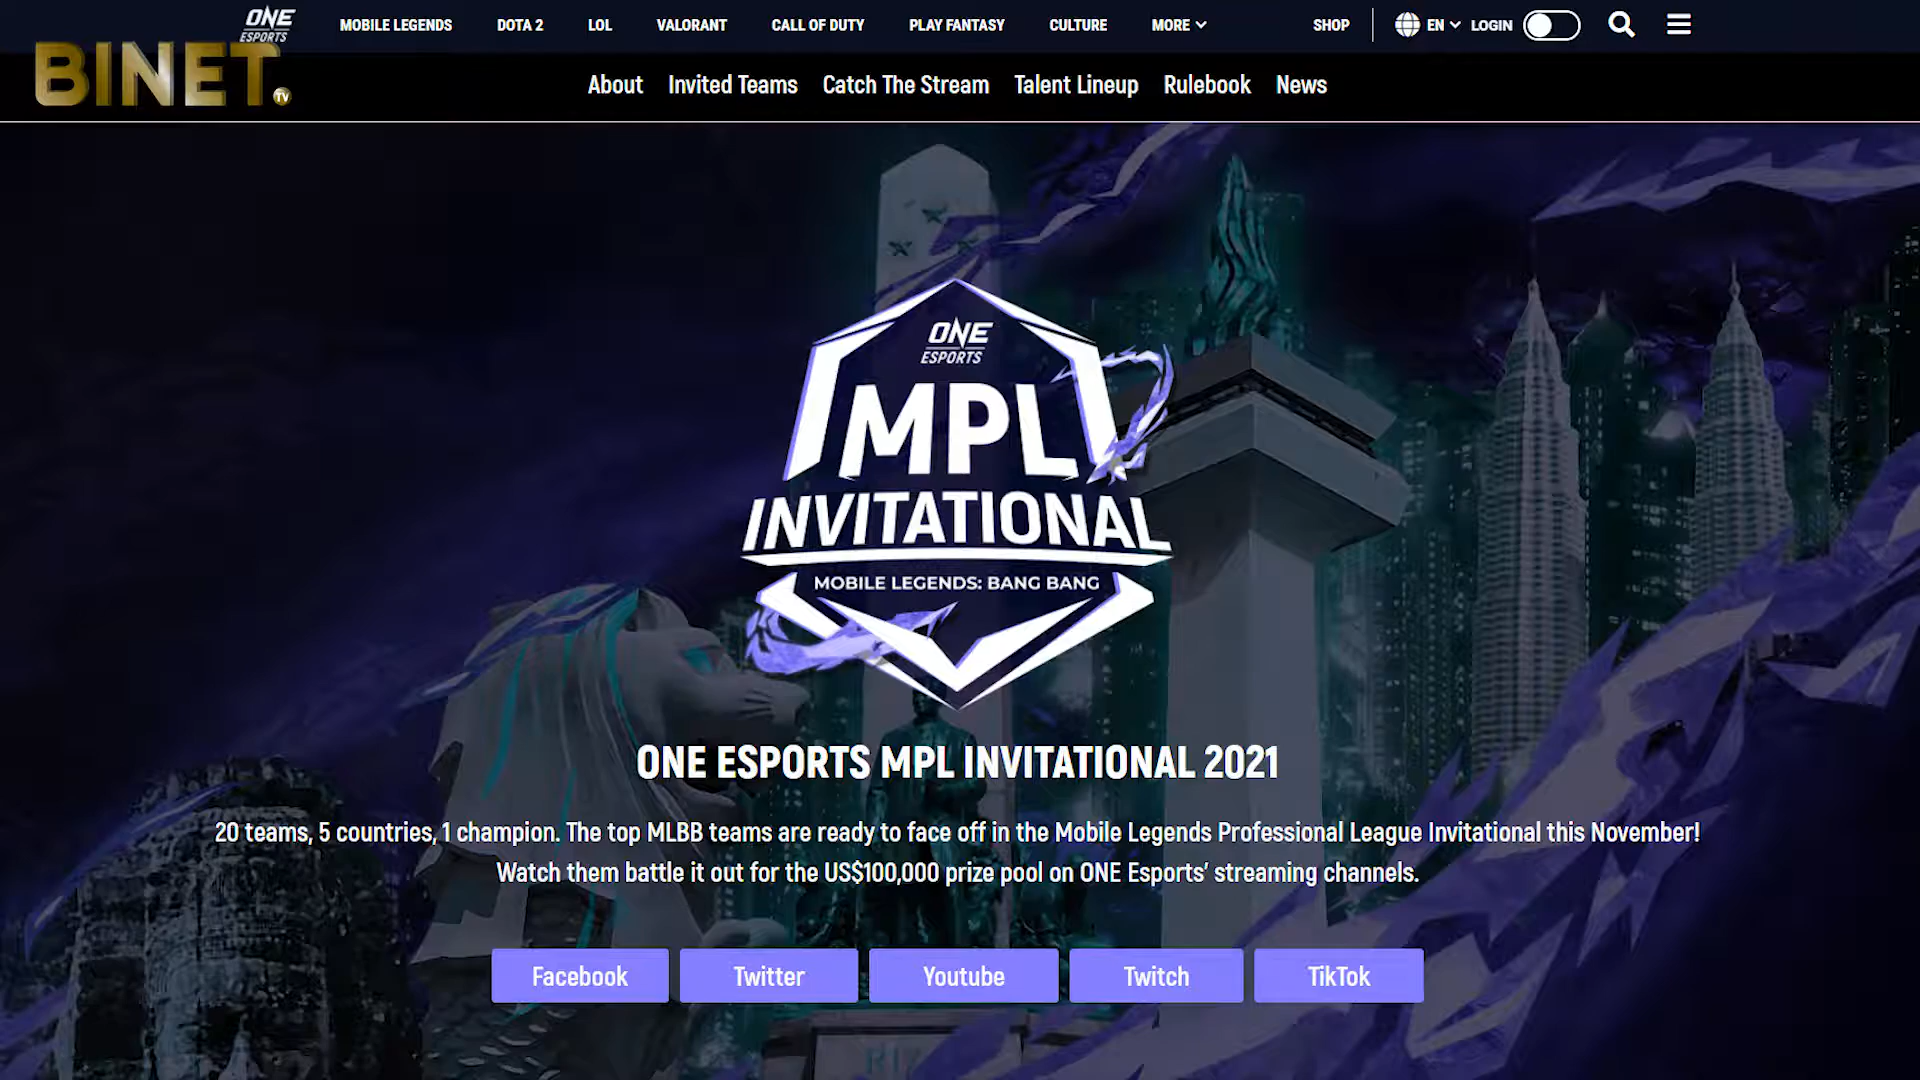 ONE
ESPORTS
MOBILE LEGENDS
DOTA 2
LOL
VALORANT
CALL OF DUTY
PLAY FANTASY
CULTURE
MORE
SHOP
EN
LOGIN
BINET.
TV
About
Invited Teams
Catch The Stream
Talent Lineup
Rulebook
News
ONE
ESPORTS
MPL
INVITATIONAL
MOBILE LEGENDS: BANG BANG
ONE ESPORTS MPL INVITATIONAL 2021
20 teams, 5 countries, 1 champion. The top MLBB teams are ready to face off in the Mobile Legends Professional League Invitational this November!
Watch them battle it out for the US$100,000 prize pool on ONE Esports’ streaming channels.
Facebook
Twitter
Youtube
Twitch
TikTok